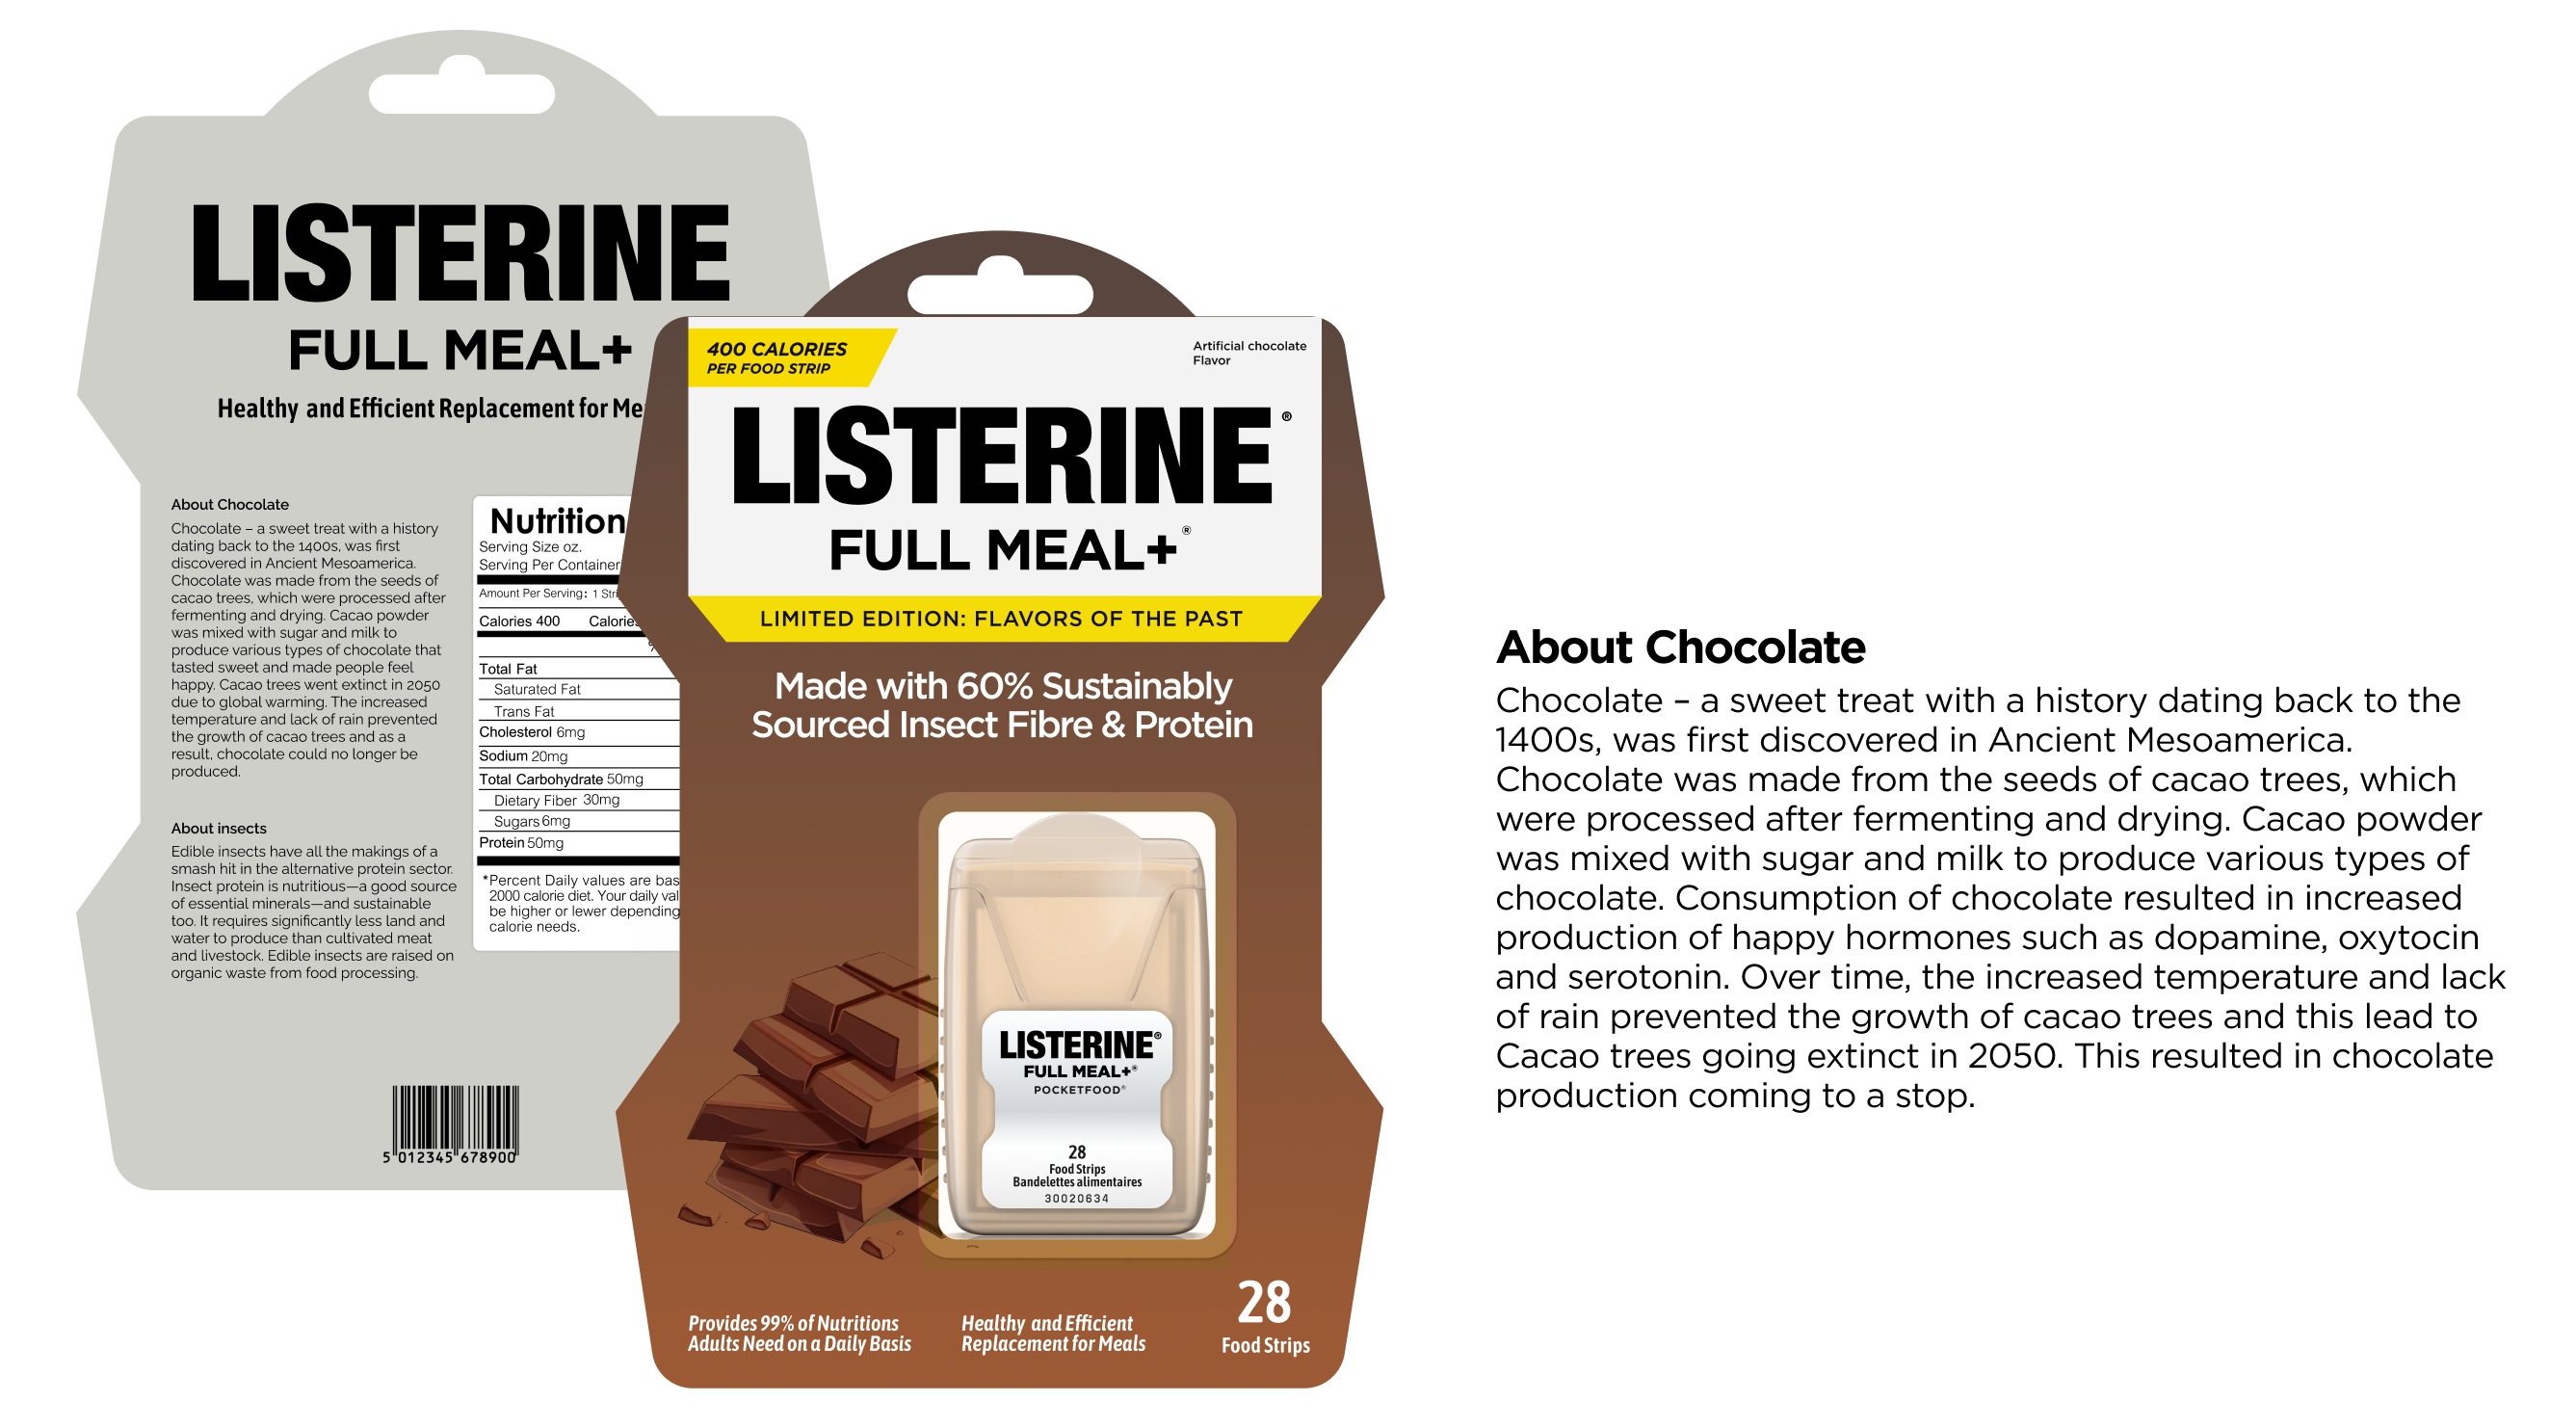 LISTERINE
FULL MEAL+
Healthy and Efficient Replacement for
About Chocolate
Chocolate – a sweet treat with a history
dating back to the 1400s, was first
discovered in Ancient Mesoamerica.
Chocolate was made from the seeds of
cacao trees, which were processed after
fermenting and drying. Cacao powder
was mixed with sugar and milk to
produce various types of chocolate that
tasted sweet and made people feel
happy. Cacao trees went extinct in 2050
due to global warming. The increased
temperature and lack of rain prevented
the growth of cacao trees and as a
result, chocolate could no longer be
produced.
About insects
Edible insects have all the makings of a
smash hit in the alternative protein sector.
Insect protein is nutritious—a good source
of essential minerals—and sustainable
too. It requires significantly less land and
water to produce than cultivated meat
and livestock. Edible insects are raised on
organic waste from food processing.
Nutrition
Serving Size oz.
Serving Per Container
Amount Per Serving: 1
Calories 400 Calories
Total Fat
Saturated Fat
Trans Fat
Cholesterol 6mg
Sodium 20mg
Total Carbohydrate 50mg
Dietary Fiber 30mg
Sugars 6mg
Protein 50mg
*Percent Daily values are
2000 calorie diet. Your daily
be higher or lewer depending
calorie needs.
5 012345 678900
400 CALORIES
PER FOOD STRIP
Artificial chocolate
Flavor
LISTERINE®
FULL MEAL+®
LIMITED EDITION: FLAVORS OF THE PAST
Made with 60% Sustainably
Sourced Insect Fibre & Protein
LISTERINE®
FULL MEAL+®
POCKETFOOD®
28
Food Strips
Bandelettes alimentaires
30020634
Provides 99% of Nutritions
Adults Need on a Daily Basis
Healthy and Efficient
Replacement for Meals
28
Food Strips
About Chocolate
Chocolate – a sweet treat with a history dating back to the
1400s, was first discovered in Ancient Mesoamerica.
Chocolate was made from the seeds of cacao trees, which
were processed after fermenting and drying. Cacao powder
was mixed with sugar and milk to produce various types of
chocolate. Consumption of chocolate resulted in increased
production of happy hormones such as dopamine, oxytocin
and serotonin. Over time, the increased temperature and lack
of rain prevented the growth of cacao trees and this lead to
Cacao trees going extinct in 2050. This resulted in chocolate
production coming to a stop.